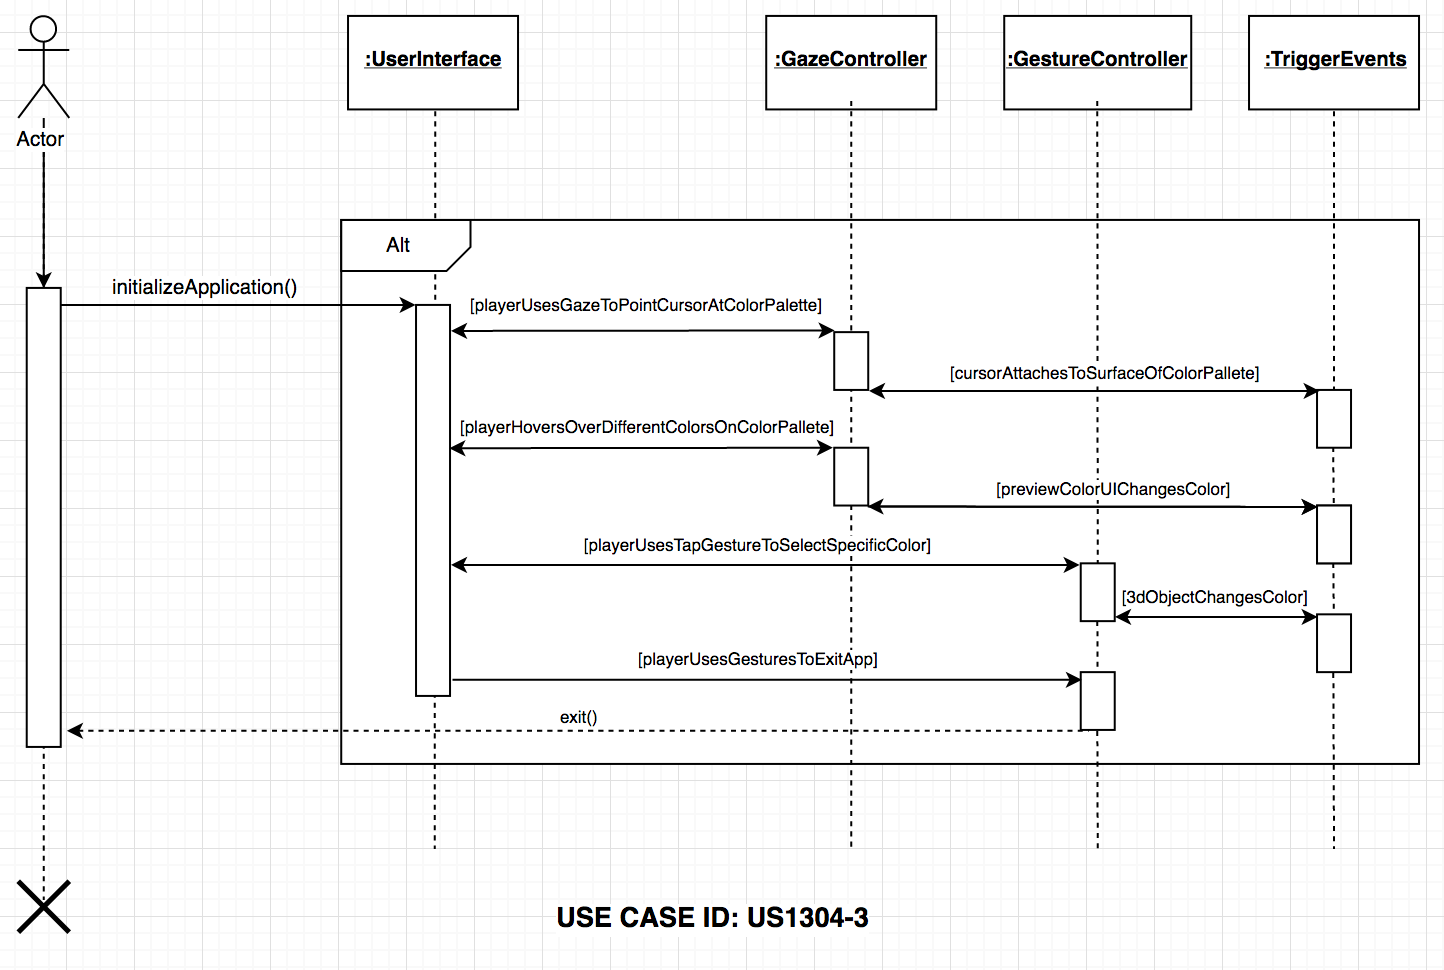 :UserInterface
:GazeController
:GestureController
:TriggerEvents
Actor
Alt
initializeApplication()
[playerUsesGazeToPointCursorAtColorPalette]
[cursorAttachesToSurfaceOfColorPallete]
[playerHoversOverDifferentColorsOnColorPallete]
[previewColorUIChangesColor]
[playerUsesTapGestureToSelectSpecificColor]
[3dObjectChangesColor]
[playerUsesGesturesToExitApp]
exit()
USE CASE ID: US1304-3